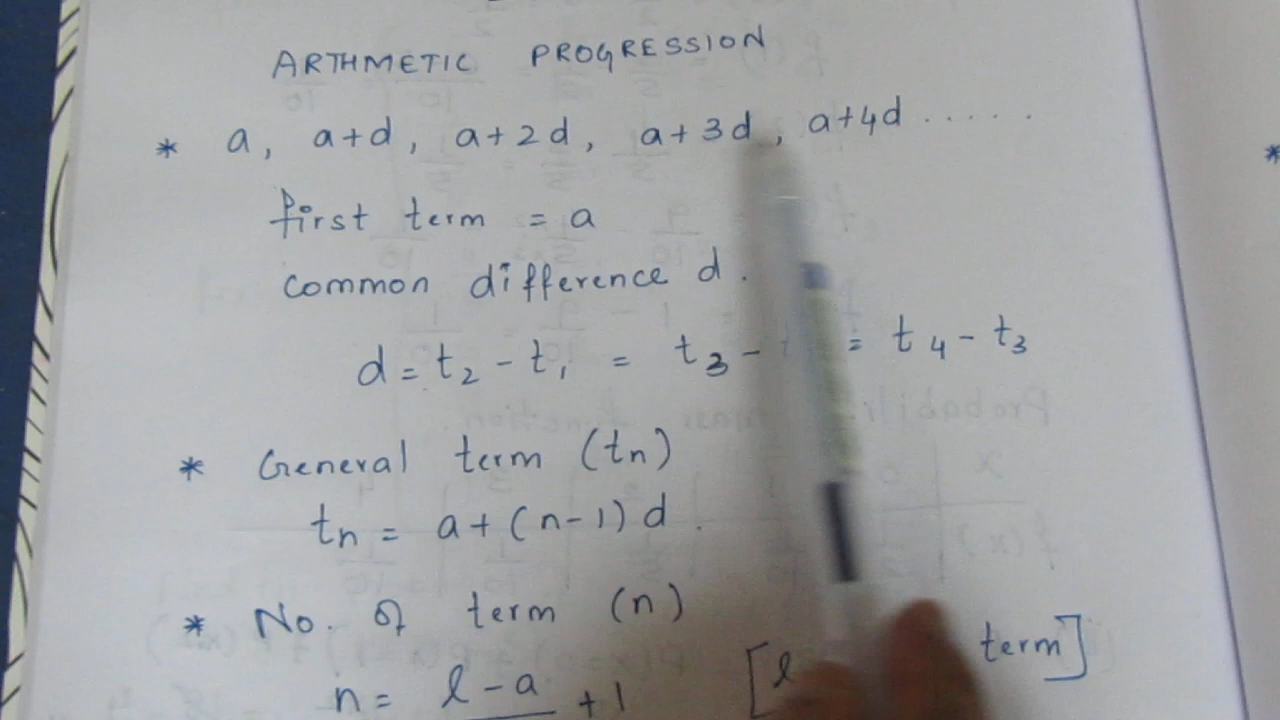 ARTHMETIC PROGRESSION
* a, a+d, a+2d, a+3d, a+4d ......
first term = a
common difference d.
d = t₂ - t₁ = t₃ - t = t₄ - t₃
* General term (tn)
tn = a+(n-1)d.
* No. of term (n)
n = l-a +1 [l term]
*